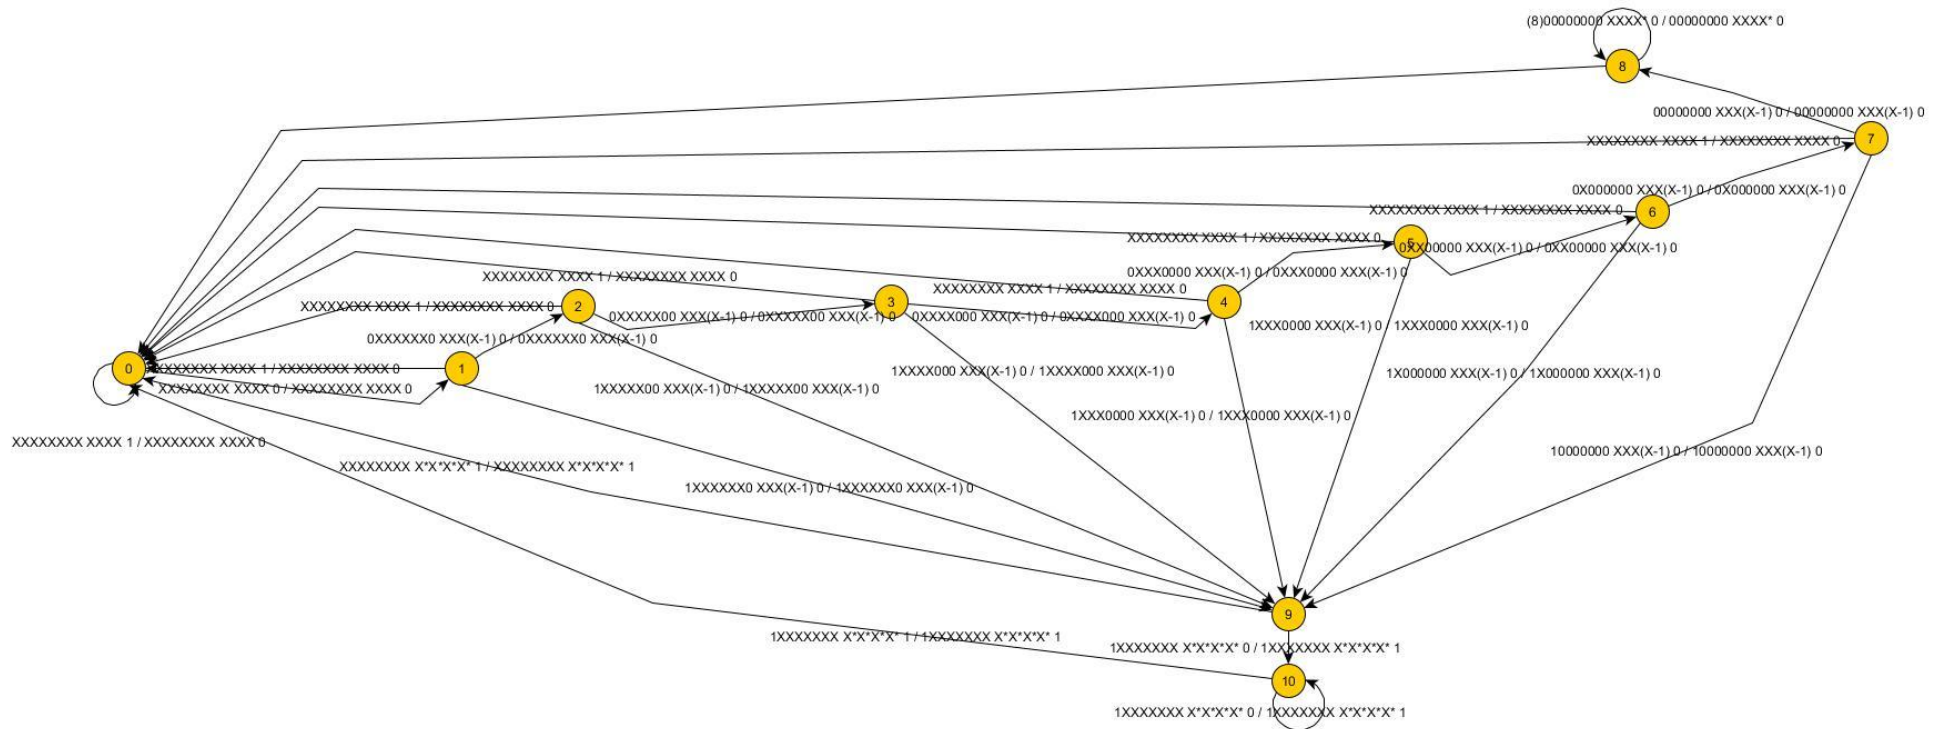 (8)00000000 XXXX* 0 / 00000000 XXXX* 0
8
00000000 XXX(X-1) 0 / 00000000 XXX(X-1) 0
7
XXXXXXXX XXXX 1 / XXXXXXXX XXXX 0
0X000000 XXX(X-1) 0 / 0X000000 XXX(X-1) 0
XXXXXXXX XXXX 1 / XXXXXXXX XXXX 0
6
XXXXXXXX XXXX 1 / XXXXXXXX XXXX 0
5
0XX00000 XXX(X-1) 0 / 0XX00000 XXX(X-1) 0
0XXX0000 XXX(X-1) 0 / 0XXX0000 XXX(X-1) 0
XXXXXXXX XXXX 1 / XXXXXXXX XXXX 0
XXXXXXXX XXXX 1 / XXXXXXXX XXXX 0
XXXXXXXX XXXX 1 / XXXXXXXX XXXX 0
2
3
4
0XXXXX00 XXX(X-1) 0 / 0XXXXX00 XXX(X-1) 0
0XXXX000 XXX(X-1) 0 / 0XXXX000 XXX(X-1) 0
1XXX0000 XXX(X-1) 0 / 1XXX0000 XXX(X-1) 0
0XXXXXX0 XXX(X-1) 0 / 0XXXXXX0 XXX(X-1) 0
0
XXXXXXXX XXXX 1 / XXXXXXXX XXXX 0
1
1XXXX000 XXX(X-1) 0 / 1XXXX000 XXX(X-1) 0
1X000000 XXX(X-1) 0 / 1X000000 XXX(X-1) 0
XXXXXXXX XXXX 0 / XXXXXXXX XXXX 0
1XXXXX00 XXX(X-1) 0 / 1XXXXX00 XXX(X-1) 0
1XXX0000 XXX(X-1) 0 / 1XXX0000 XXX(X-1) 0
XXXXXXXX XXXX 1 / XXXXXXXX XXXX 0
10000000 XXX(X-1) 0 / 10000000 XXX(X-1) 0
XXXXXXXX X*X*X*X* 1 / XXXXXXXX X*X*X*X* 1
1XXXXXX0 XXX(X-1) 0 / 1XXXXXX0 XXX(X-1) 0
9
1XXXXXXX X*X*X*X* 1 / 1XXXXXXX X*X*X*X* 1
1XXXXXXX X*X*X*X* 0 / 1XXXXXXX X*X*X*X* 1
10
1XXXXXXX X*X*X*X* 0 / 1XXXXXXX X*X*X*X* 1